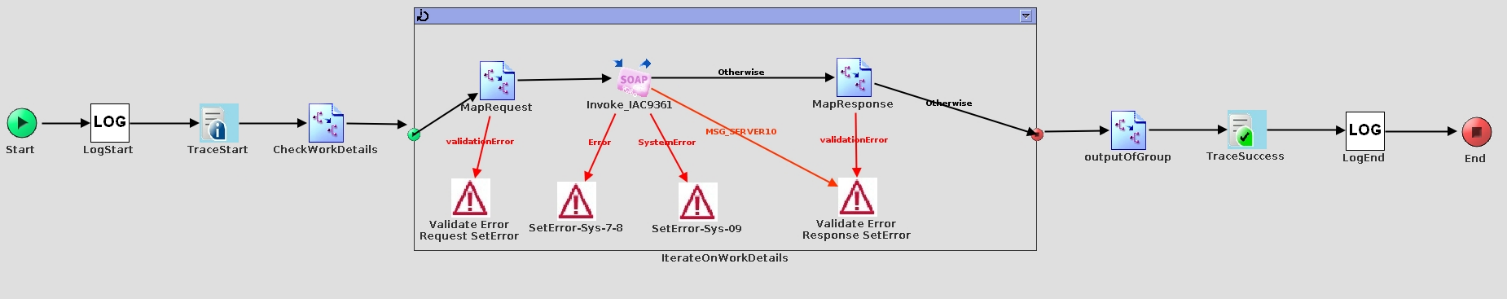 Start
LOG
LogStart
TraceStart
CheckWorkDetails
MapRequest
validationError
Validate Error
Request SetError
SOAP
Invoke_IAC9361
Error
SystemError
SetError-Sys-7-8
SetError-Sys-09
Otherwise
MSG_SERVER10
MapResponse
validationError
Validate Error
Response SetError
Otherwise
IterateOnWorkDetails
outputOfGroup
TraceSuccess
LOG
LogEnd
End